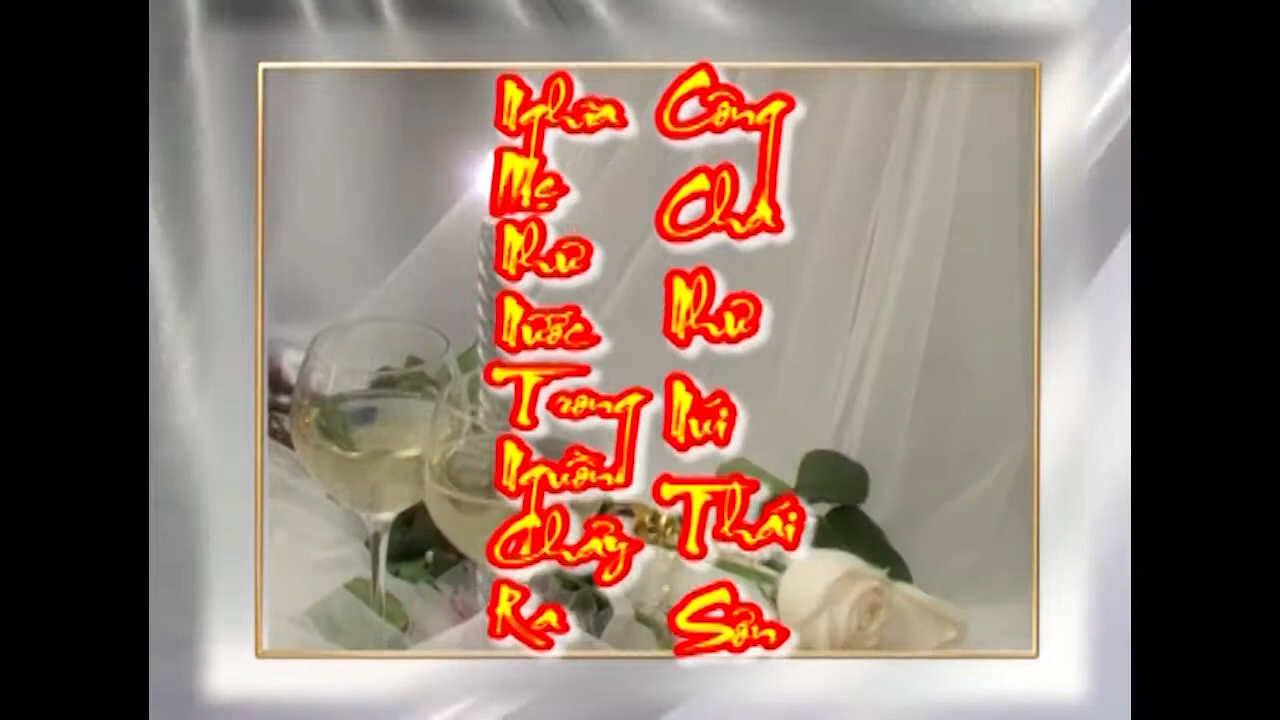 Công
Cha
Như
Núi
Thái
Sơn
Nghĩa
Mẹ
Như
Nước
Trong
Nguồn
Chảy
Ra